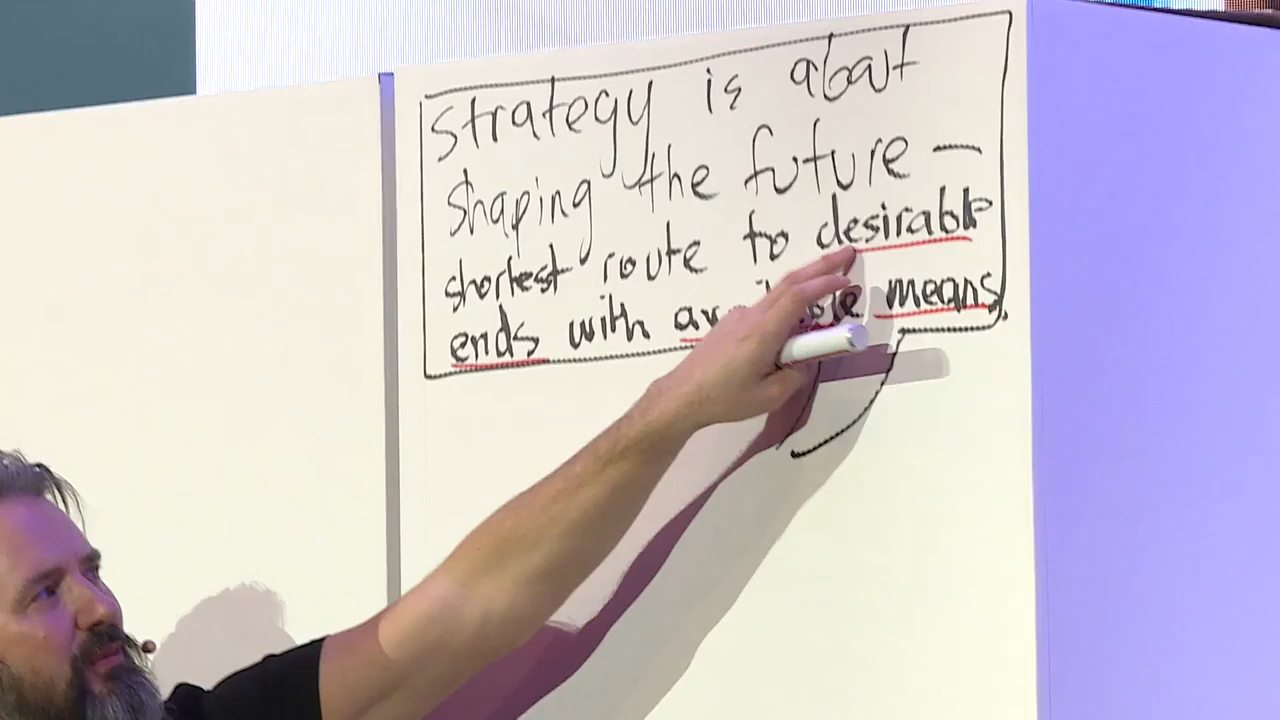 Strategy is about
shaping the future —
shortest route to desirable
ends with means.